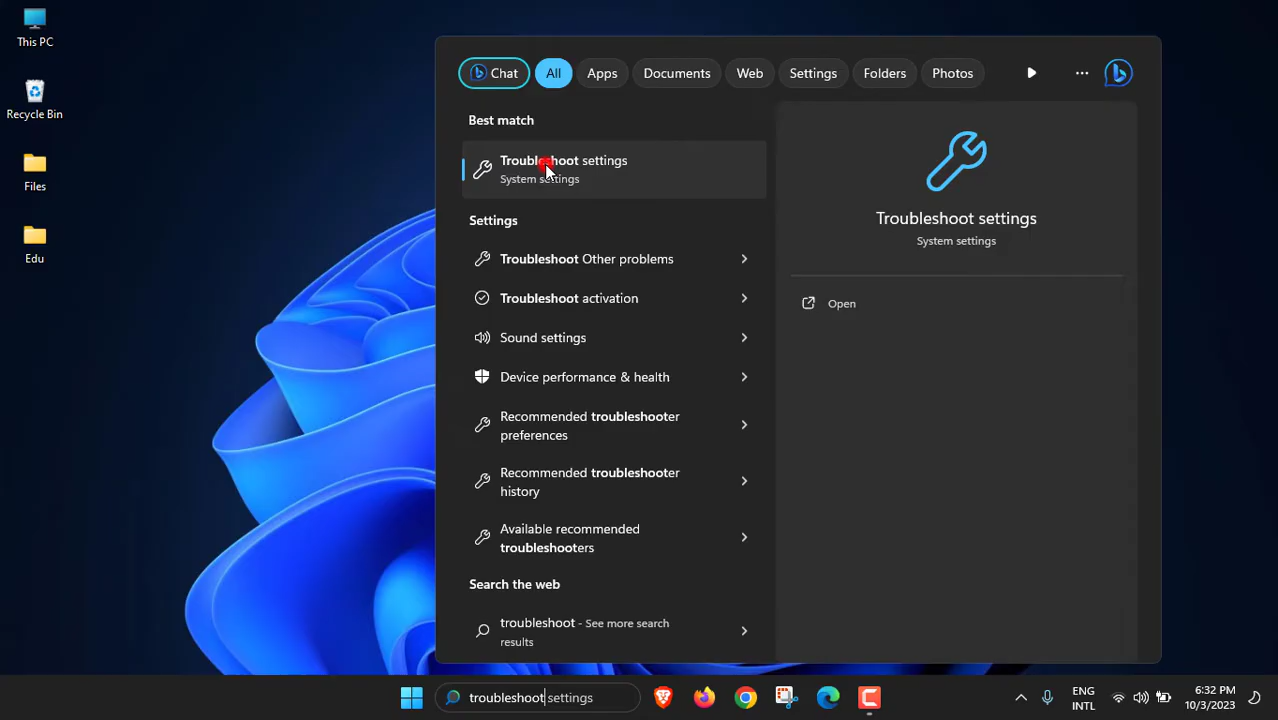 This PC
Recycle Bin
Files
Edu
Chat
All
Apps
Documents
Web
Settings
Folders
Photos
Best match
Troubleshoot settings
System settings
Settings
Troubleshoot Other problems
Troubleshoot activation
Sound settings
Device performance & health
Recommended troubleshooter
preferences
Recommended troubleshooter
history
Available recommended
troubleshooters
Search the web
troubleshoot - See more search
results
Troubleshoot settings
System settings
Open
troubleshoot settings
ENG
INTL
6:32 PM
10/3/2023